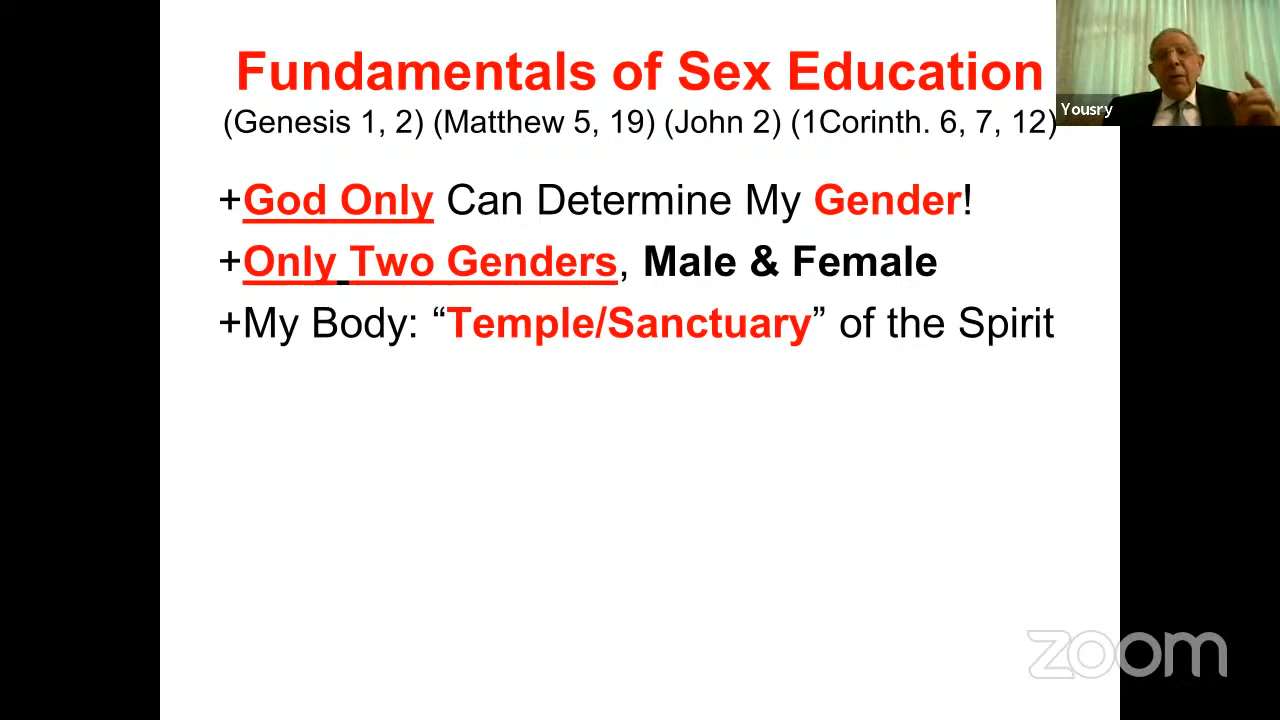 Fundamentals of Sex Education
(Genesis 1, 2) (Matthew 5, 19) (John 2) (1Corinth. 6, 7, 12)
Yousry
+God Only Can Determine My Gender!
+Only Two Genders, Male & Female
+My Body: “Temple/Sanctuary” of the Spirit
zoom